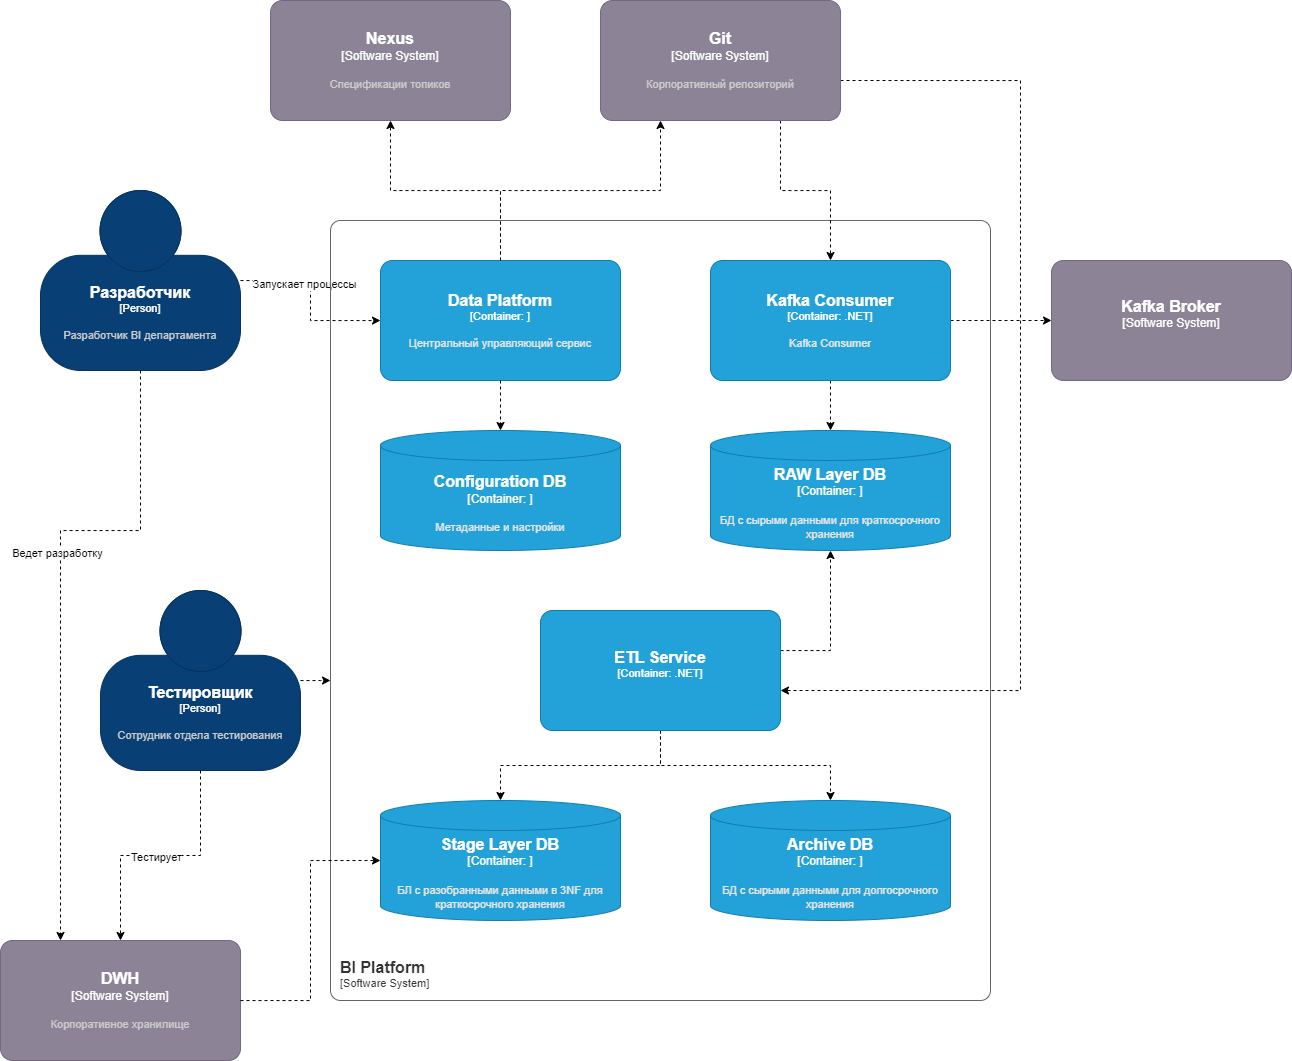 Nexus
[Software System]
Спецификации топиков
Git
[Software System]
Корпоративный репозиторий
Разработчик
[Person]
Разработчик BI департамента
Запускает процессы
Data Platform
[Container: ]
Центральный управляющий сервис
Kafka Consumer
[Container: .NET]
Kafka Consumer
Kafka Broker
[Software System]
Configuration DB
[Container: ]
Метаданные и настройки
RAW Layer DB
[Container: ]
БД с сырыми данными для краткосрочного
хранения
Ведет разработку
ETL Service
[Container: .NET]
Тестировщик
[Person]
Сотрудник отдела тестирования
Тестирует
Stage Layer DB
[Container: ]
БЛ с разобранными данными в 3NF для
краткосрочного хранения
Archive DB
[Container: ]
БД с сырыми данными для долгосрочного
хранения
BI Platform
[Software System]
DWH
[Software System]
Корпоративное хранилище